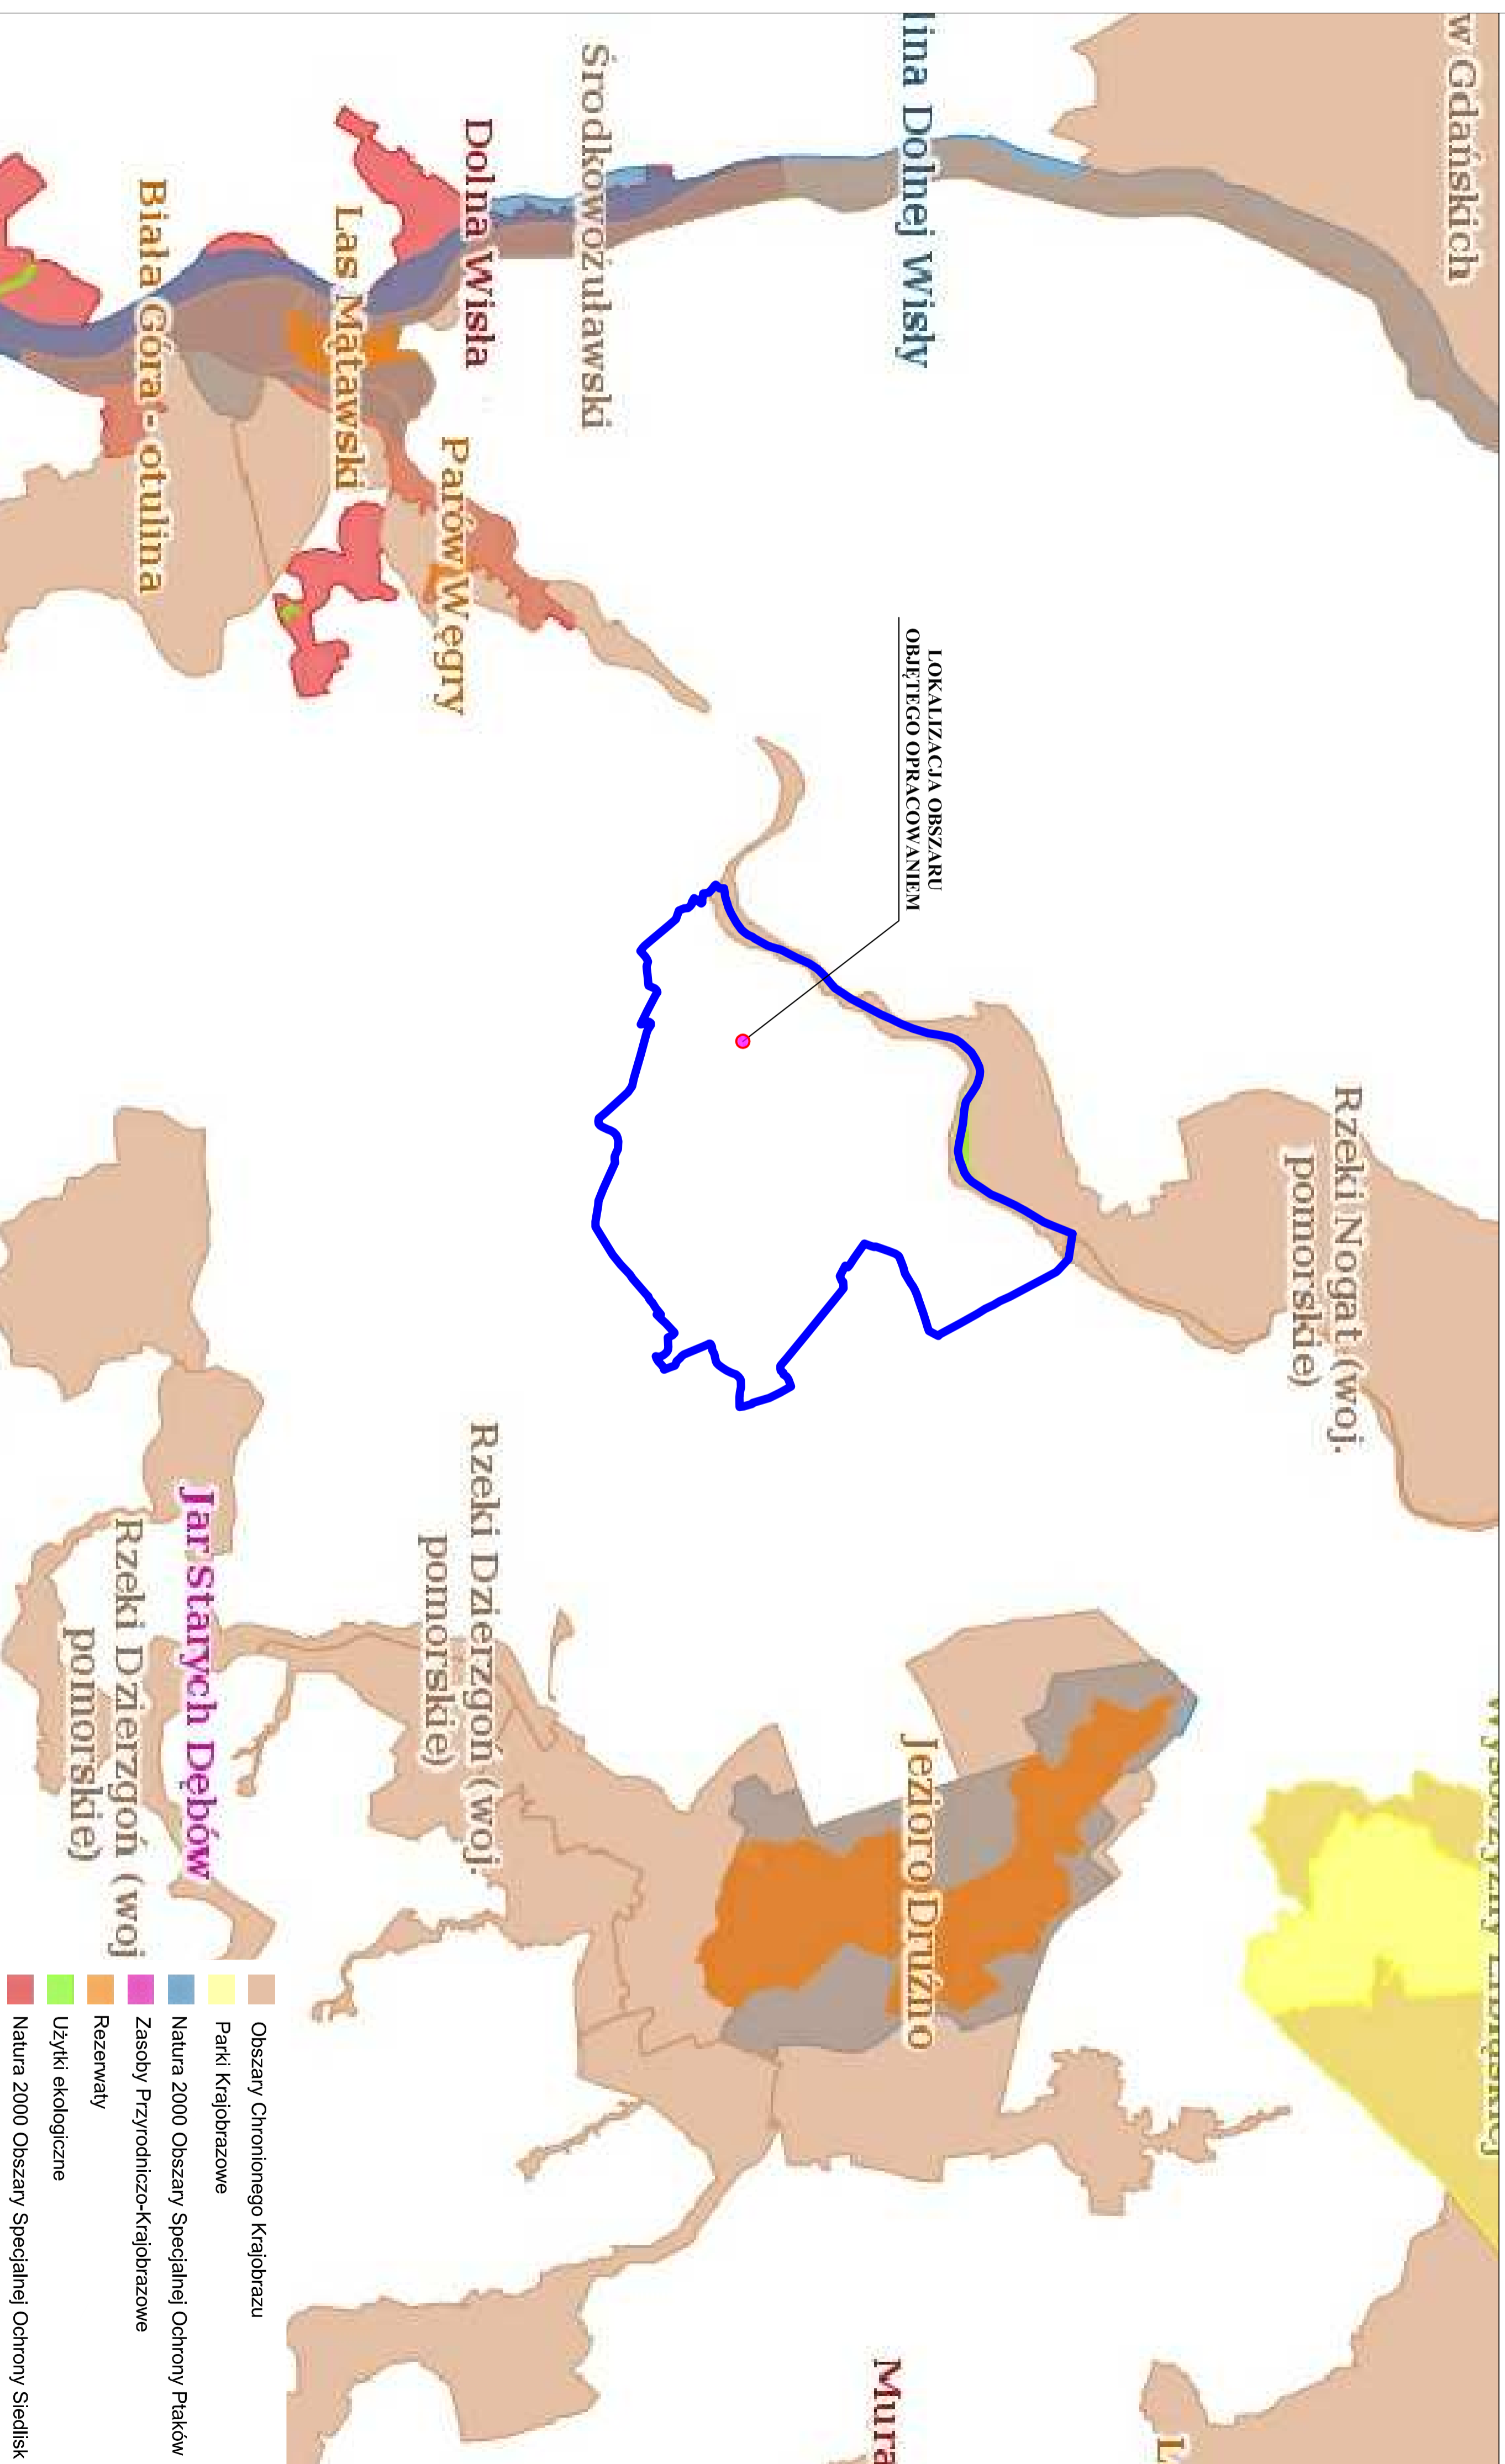 w Gdańskich
Wysoczyzny Elbląskiej
Rzeki Nogat (woj.
pomorskie)
L
lina Dolnej Wisły
LOKALIZACJA OBSZARU
OBJĘTEGO OPRACOWANIEM
Jezioro Drużno
Mura
Środkowożuławski
Dolna Wisła
Parów Węgry
Rzeki Dzierzgoń (woj.
pomorskie)
Las Mątawski
Jar Starych Dębów
Biała Góra - otulina
Rzeki Dzierzgoń (woj
pomorskie)
Obszary Chronionego Krajobrazu
Parki Krajobrazowe
Natura 2000 Obszary Specjalnej Ochrony Ptaków
Zasoby Przyrodniczo-Krajobrazowe
Rezerwaty
Użytki ekologiczne
Natura 2000 Obszary Specjalnej Ochrony Siedlisk